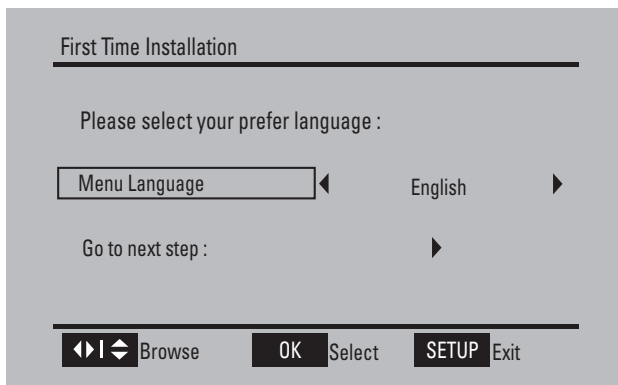 First Time Installation
Please select your prefer language :
Menu Language English
Go to next step :
Browse OK Select SETUP Exit